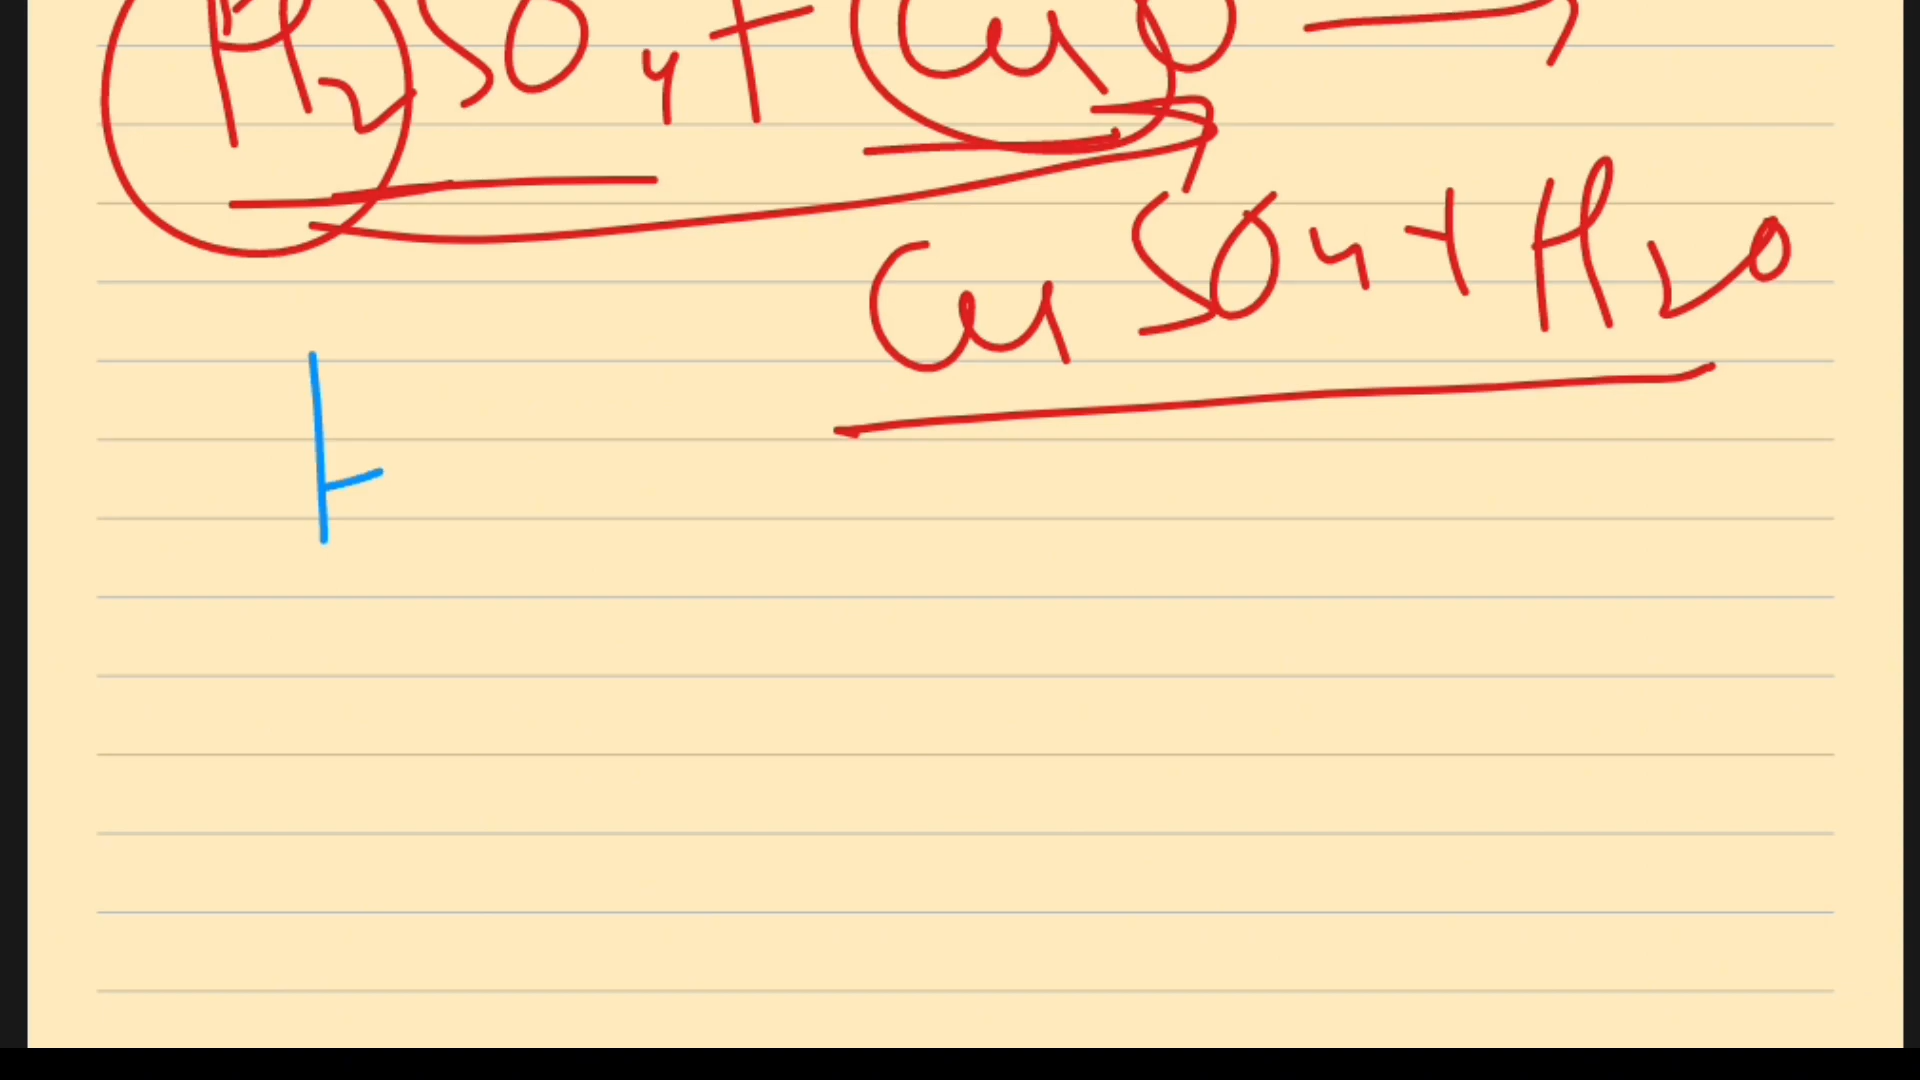 H₂SO₄ + CuO →
CuSO₄ + H₂O